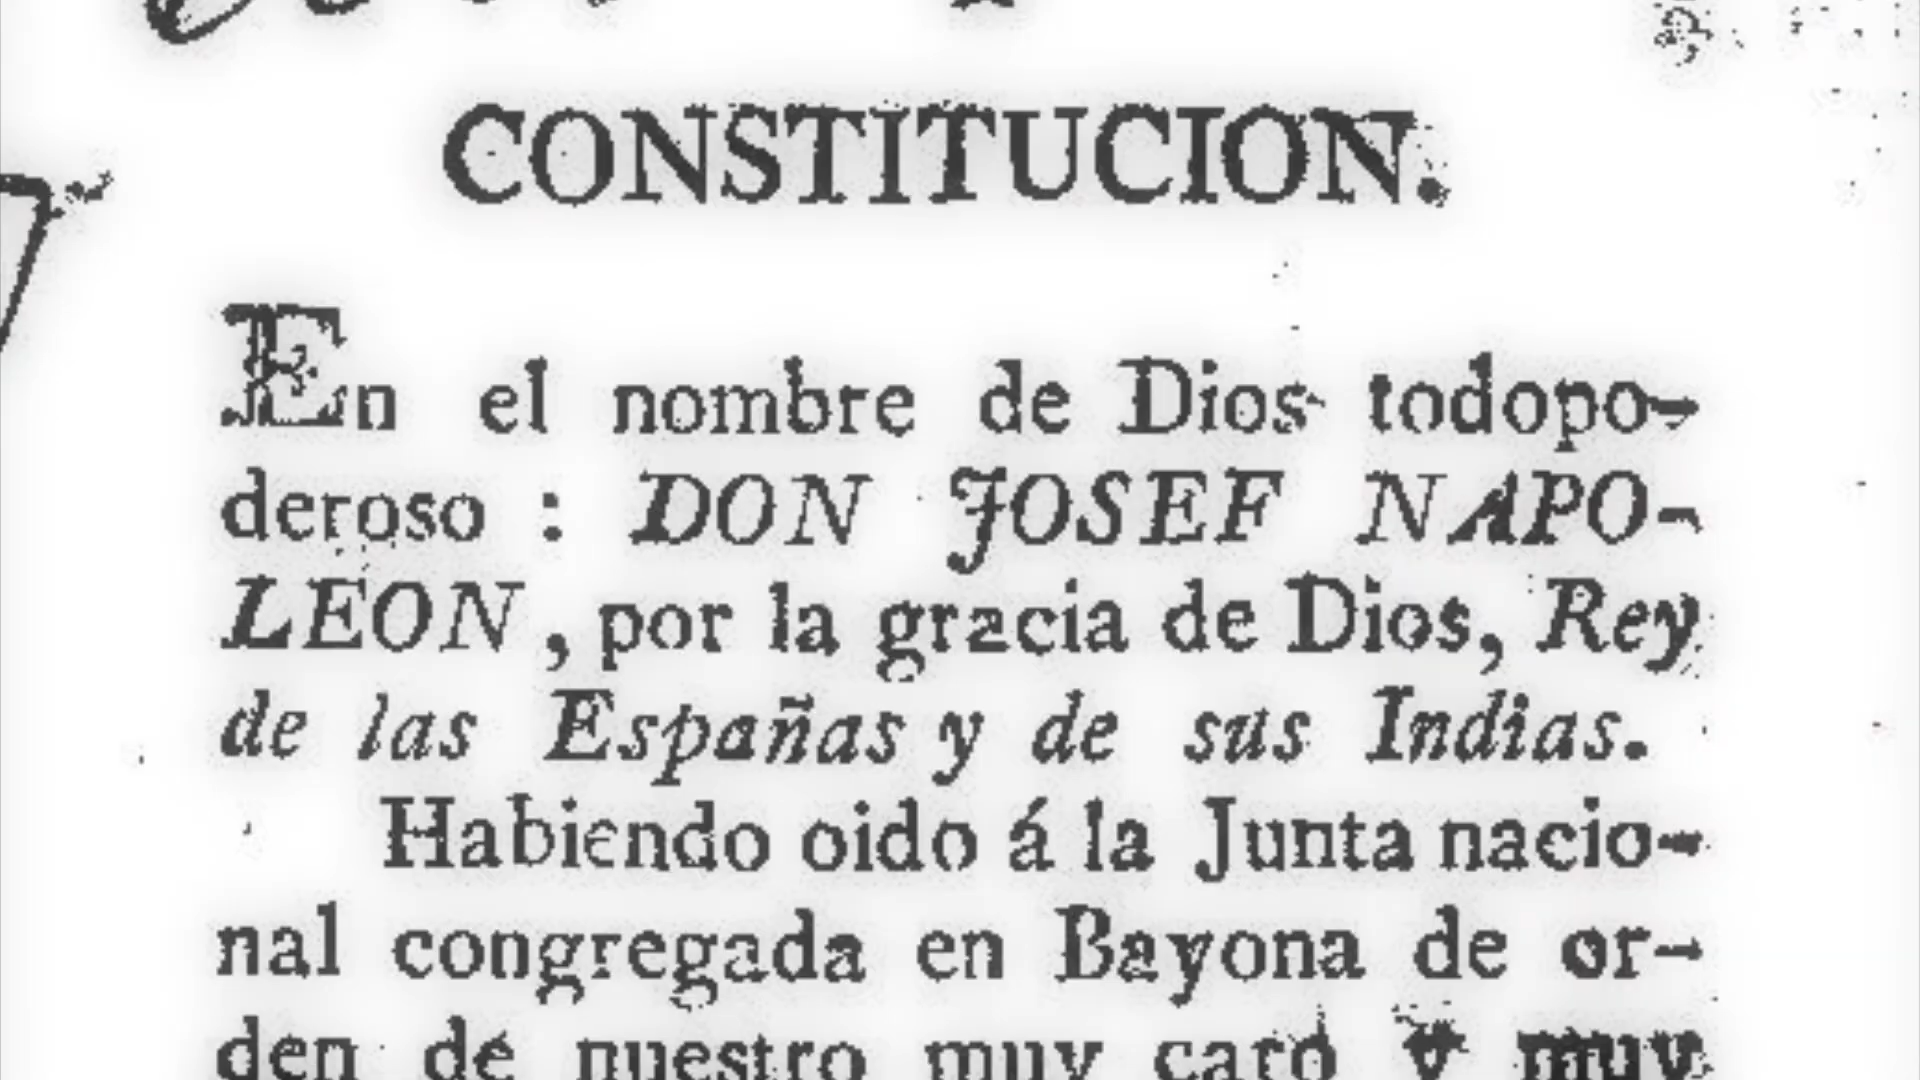 CONSTITUCION.
En el nombre de Dios todopo-
deroso : DON JOSEF NAPO-
LEON, por la gracia de Dios, Rey
de las Españas y de sus Indias.
Habiendo oido á la Junta nacio-
nal congregada en Bayona de or-
den de nuestro muy caro y muy